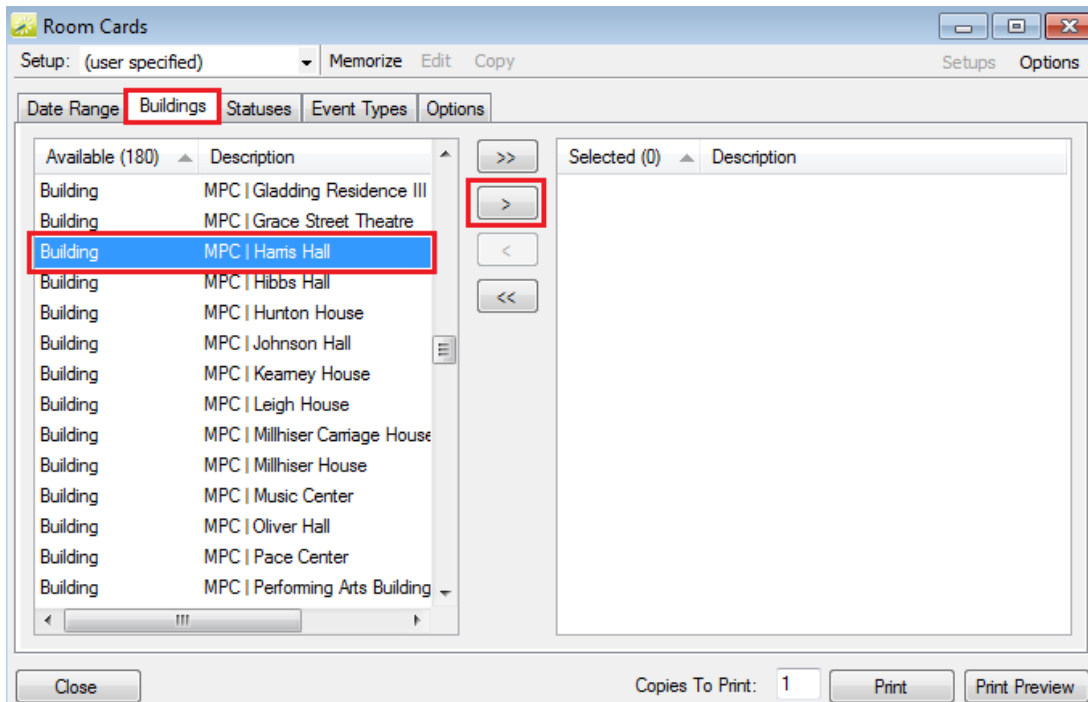 Room Cards
Setup: (user specified) Memorize Edit Copy Setups Options
Date Range Buildings Statuses Event Types Options
Available (180) Description >> Selected (0) Description
Building MPC | Gladding Residence III
>
Building MPC | Grace Street Theatre
Building MPC | Harris Hall <
Building MPC | Hibbs Hall
<<
Building MPC | Hunton House
Building MPC | Johnson Hall
Building MPC | Kearney House
Building MPC | Leigh House
Building MPC | Millhiser Carriage House
Building MPC | Millhiser House
Building MPC | Music Center
Building MPC | Oliver Hall
Building MPC | Pace Center
Building MPC | Performing Arts Building
Close Copies To Print: 1 Print Print Preview